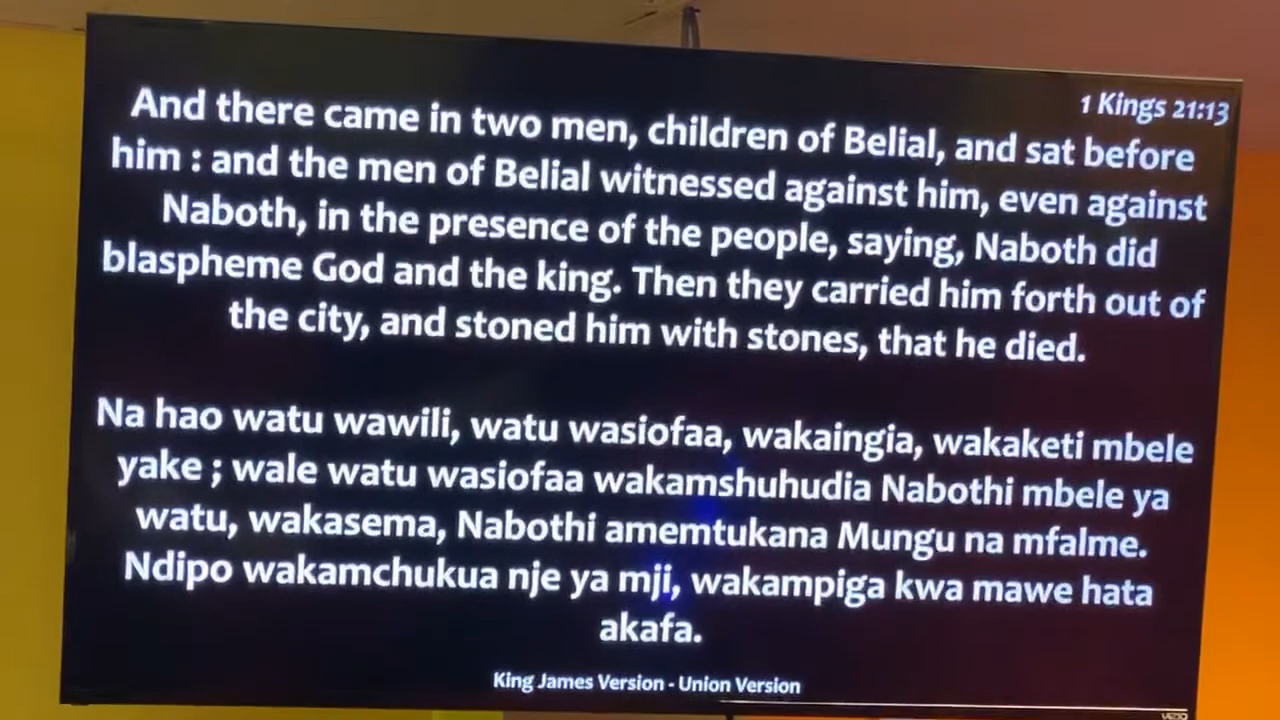 1 Kings 21:13
And there came in two men, children of Belial, and sat before
him : and the men of Belial witnessed against him, even against
Naboth, in the presence of the people, saying, Naboth did
blaspheme God and the king. Then they carried him forth out of
the city, and stoned him with stones, that he died.
Na hao watu wawili, watu wasiofaa, wakaingia, wakaketi mbele
yake ; wale watu wasiofaa wakamshuhudia Nabothi mbele ya
watu, wakasema, Nabothi amemtukana Mungu na mfalme.
Ndipo wakamchukua nje ya mji, wakampiga kwa mawe hata
akafa.
King James Version - Union Version
VIZIO